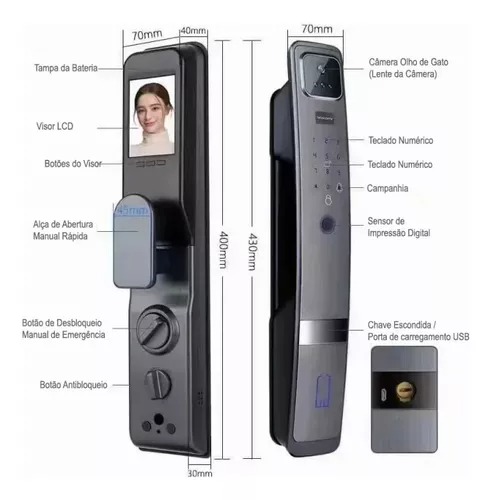 70mm
40mm
70mm
Tampa da Bateria
Visor LCD
Botões do Visor
45mm
Alça de Abertura
Manual Rápida
400mm
430mm
Botão de Desbloqueio
Manual de Emergência
Botão Antibloqueio
30mm
Câmera Olho de Gato
(Lente da Câmera)
Teclado Numérico
Teclado Numérico
Campanhia
Sensor de
Impressão Digital
Chave Escondida /
Porta de carregamento USB